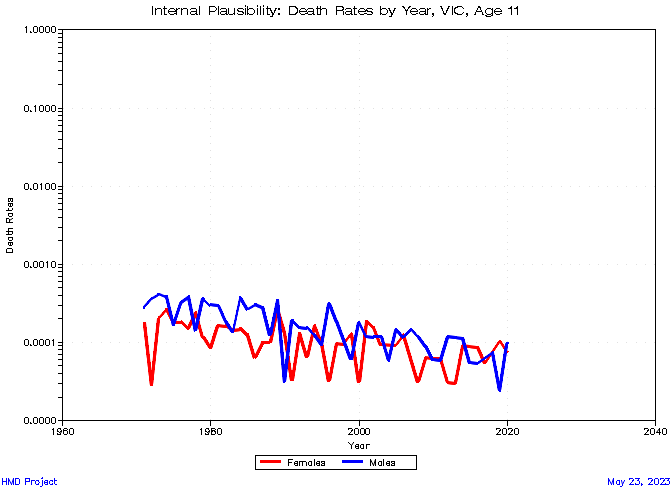 Internal Plausibility: Death Rates by Year, VIC, Age 11
1.0000
0.1000
0.0100
0.0010
0.0001
0.0000
Death Rates
1960 1980 2000 2020 2040
Year
Females Males
HMD Project May 23, 2023